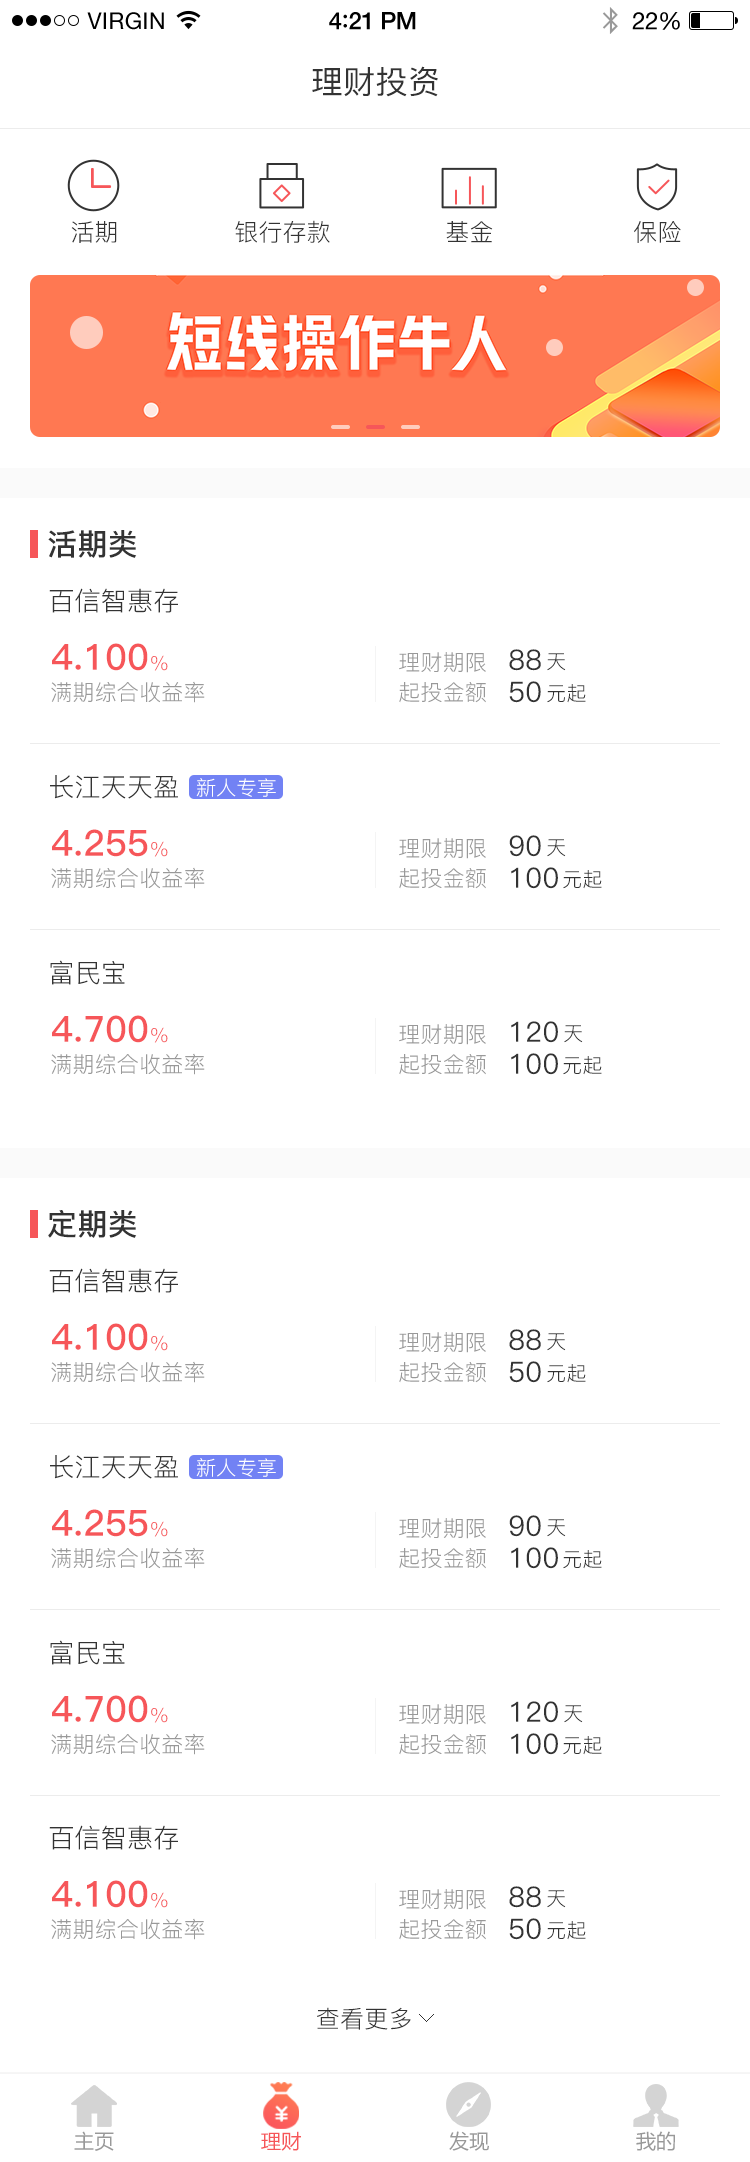 VIRGIN 4:21 PM 22%
理财投资
活期 银行存款 基金 保险
短线操作牛人
活期类
百信智惠存
4.100% 理财期限 88天
满期综合收益率 起投金额 50元起
长江天天盈 新人专享
4.255% 理财期限 90天
满期综合收益率 起投金额 100元起
富民宝
4.700% 理财期限 120天
满期综合收益率 起投金额 100元起
定期类
百信智惠存
4.100% 理财期限 88天
满期综合收益率 起投金额 50元起
长江天天盈 新人专享
4.255% 理财期限 90天
满期综合收益率 起投金额 100元起
富民宝
4.700% 理财期限 120天
满期综合收益率 起投金额 100元起
百信智惠存
4.100% 理财期限 88天
满期综合收益率 起投金额 50元起
查看更多
¥
主页 理财 发现 我的